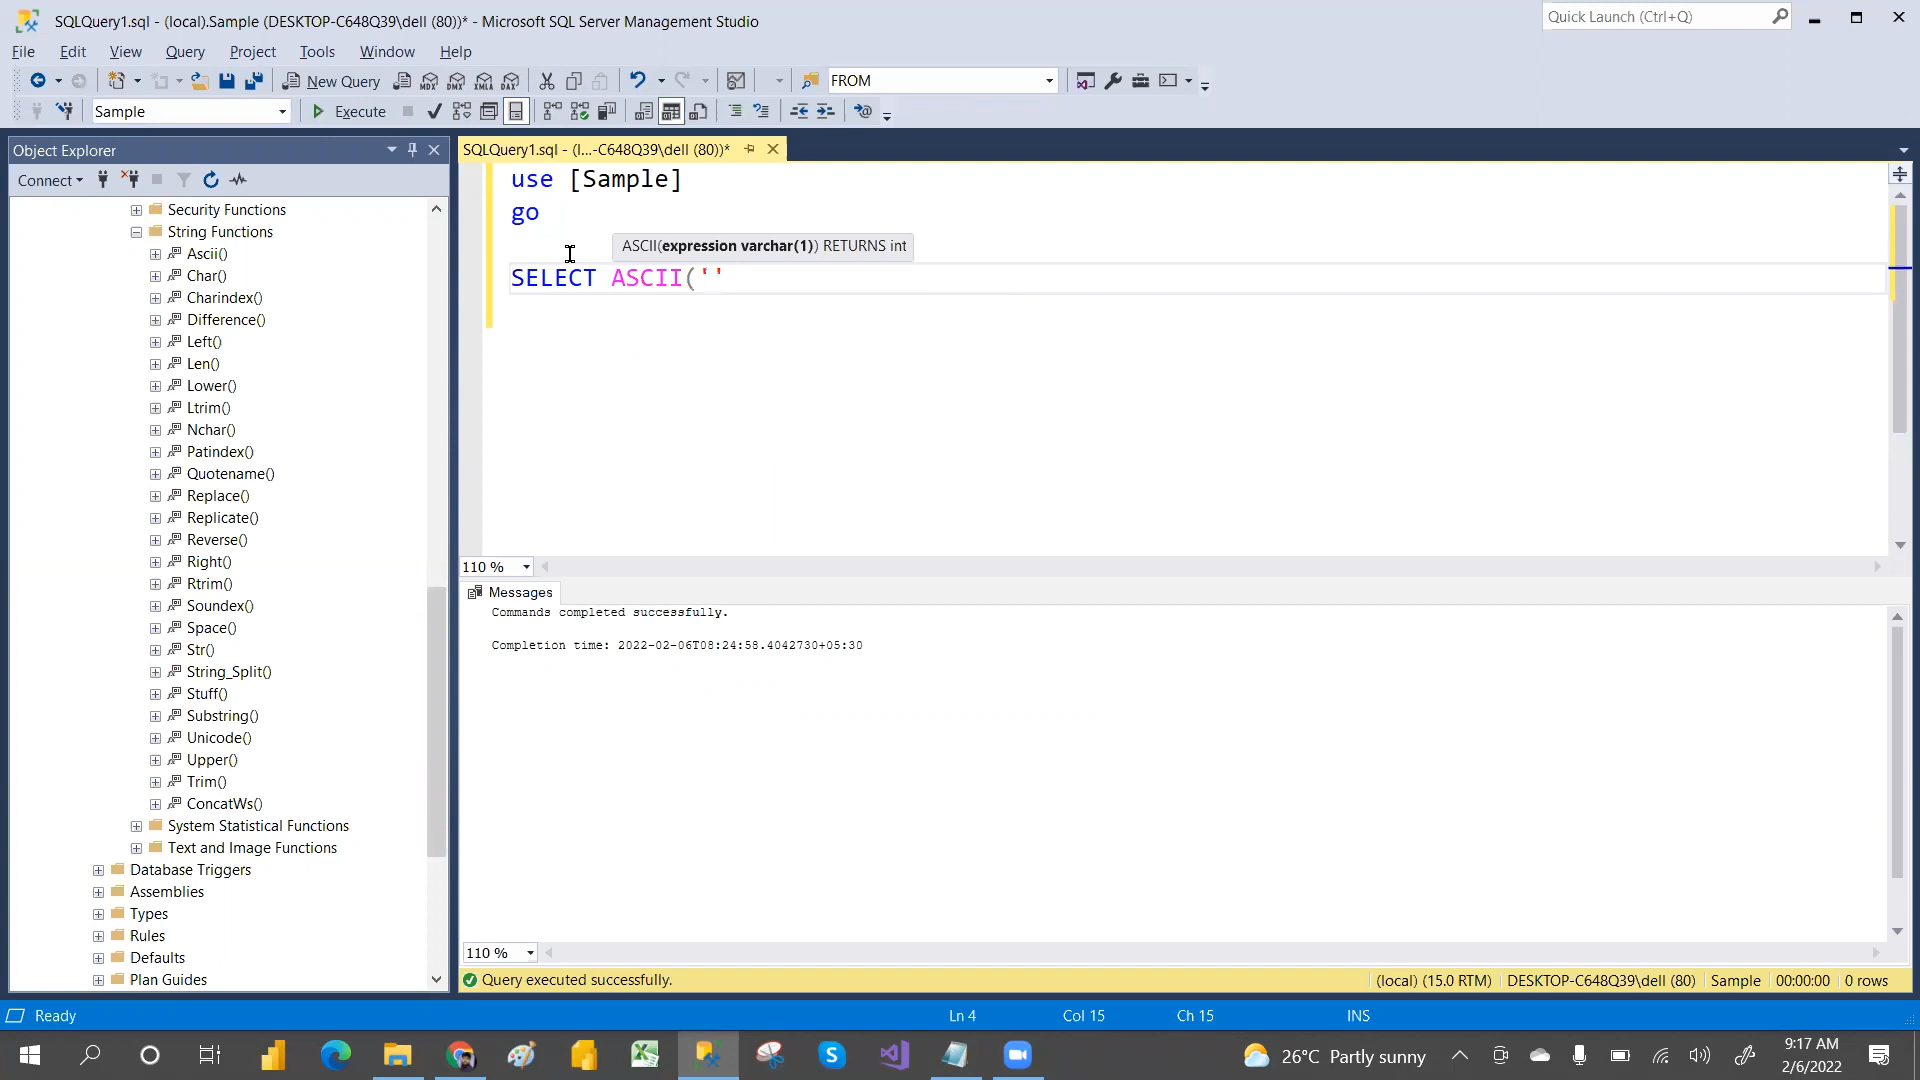 SQLQuery1.sql - (local).Sample (DESKTOP-C648Q39\dell (80))* - Microsoft SQL Server Management Studio
Quick Launch (Ctrl+Q)
File Edit View Query Project Tools Window Help
New Query
MDX DMX XMLA DAX
FROM
Sample
Execute
Object Explorer
SQLQuery1.sql - (l...-C648Q39\dell (80))*
Connect
Security Functions
String Functions
Ascii()
Char()
Charindex()
Difference()
Left()
Len()
Lower()
Ltrim()
Nchar()
Patindex()
Quotename()
Replace()
Replicate()
Reverse()
Right()
Rtrim()
Soundex()
Space()
Str()
String_Split()
Stuff()
Substring()
Unicode()
Upper()
Trim()
ConcatWs()
System Statistical Functions
Text and Image Functions
Database Triggers
Assemblies
Types
Rules
Defaults
Plan Guides
use [Sample]
go
ASCII(expression varchar(1)) RETURNS int
SELECT ASCII(''
110 %
Messages
Commands completed successfully.
Completion time: 2022-02-06T08:24:58.4042730+05:30
110 %
Query executed successfully.
(local) (15.0 RTM) DESKTOP-C648Q39\dell (80) Sample 00:00:00 0 rows
Ready
Ln 4 Col 15 Ch 15 INS
26°C Partly sunny
9:17 AM
2/6/2022